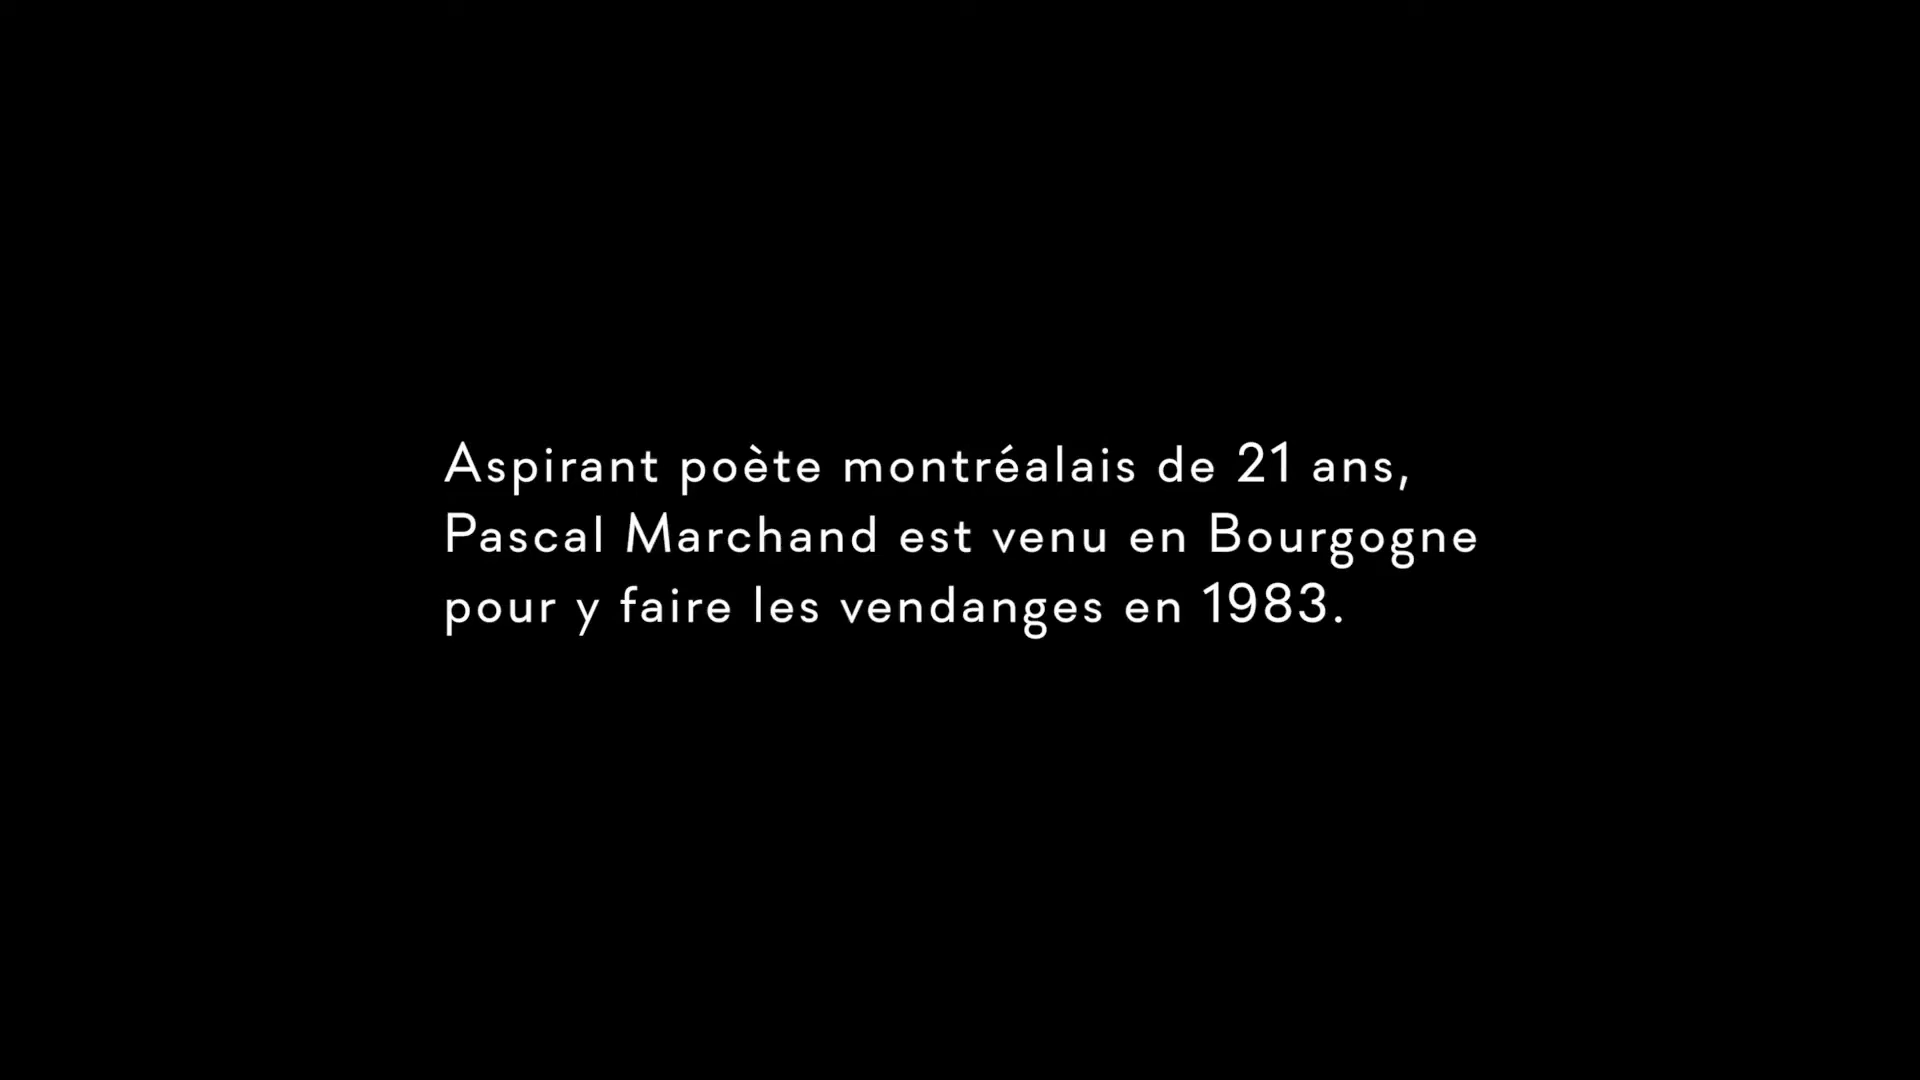 Aspirant poète montréalais de 21 ans,
Pascal Marchand est venu en Bourgogne
pour y faire les vendanges en 1983.